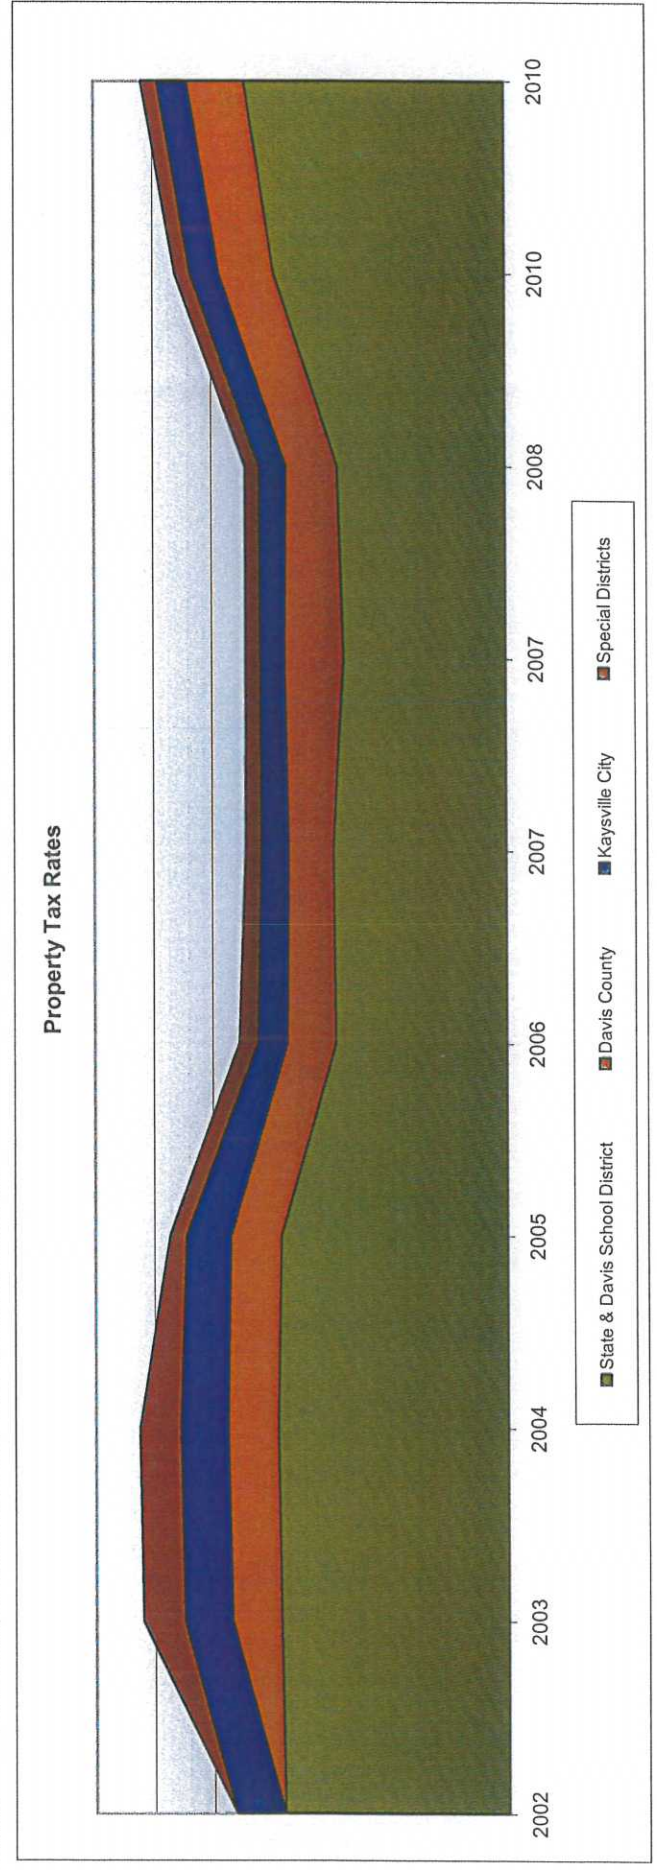 Property Tax Rates
2002 2003 2004 2005 2006 2007 2007 2008 2010 2010
State & Davis School District Davis County Kaysville City Special Districts